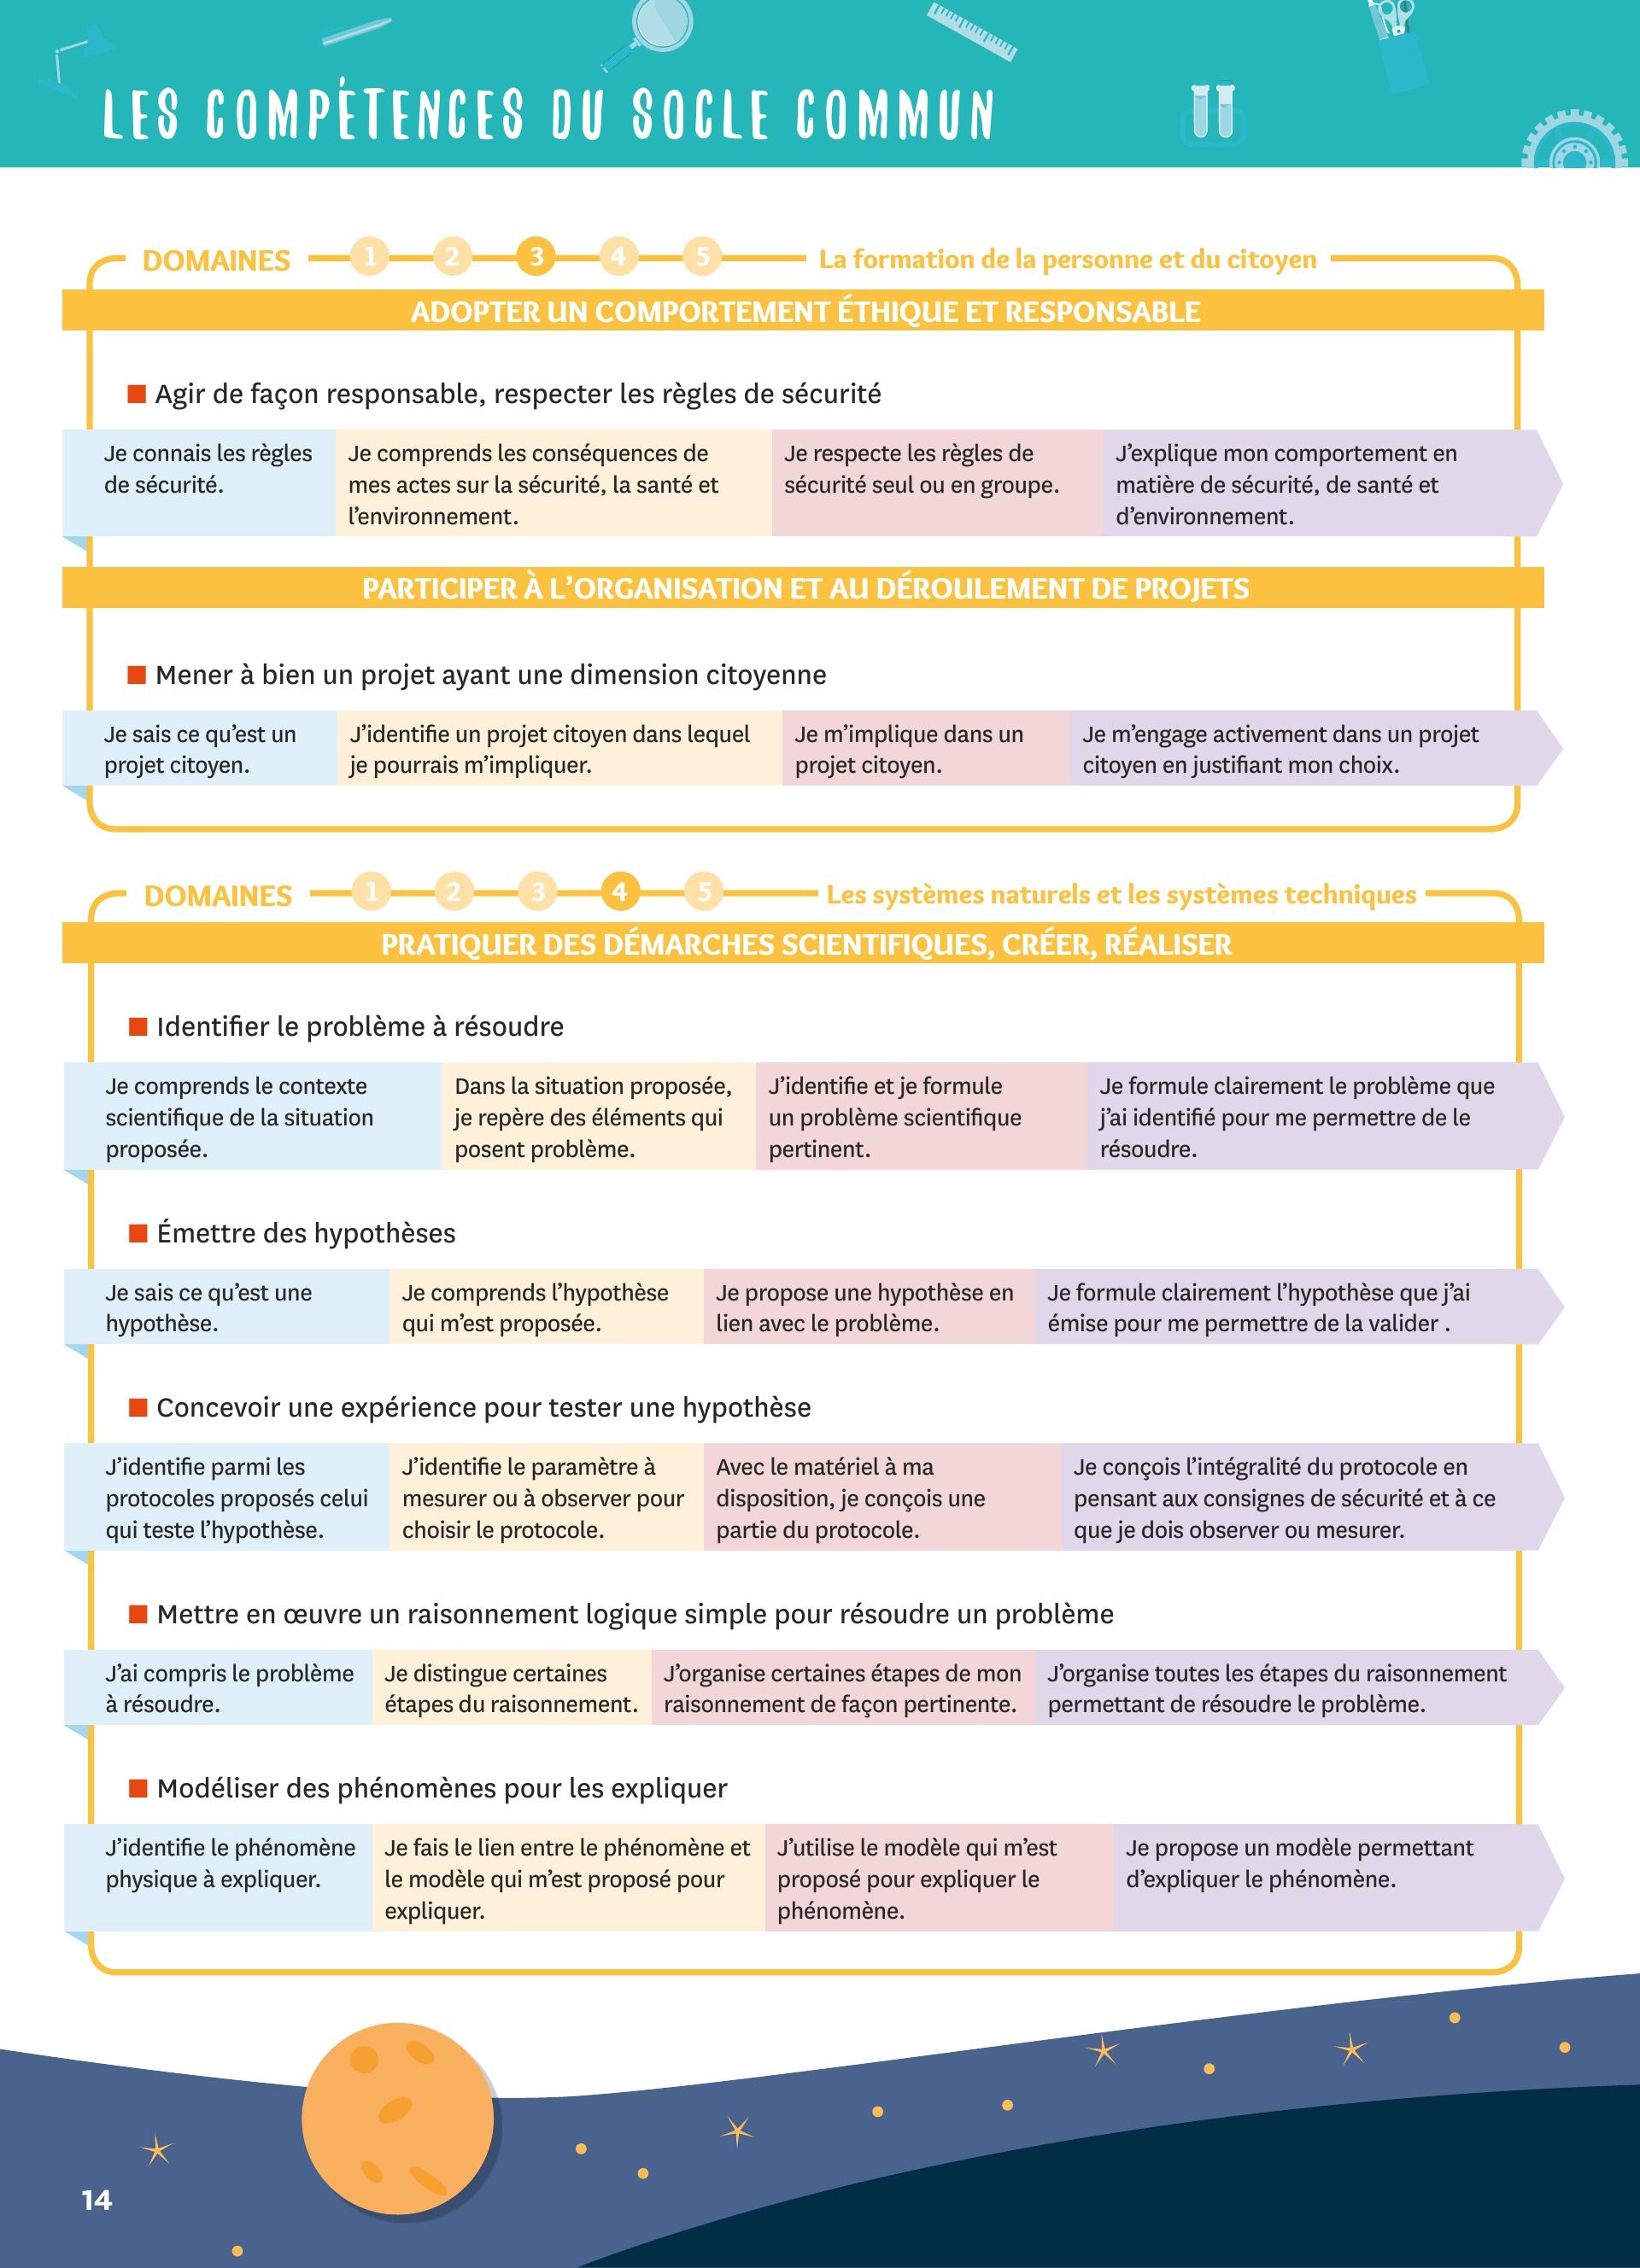 LES COMPÉTENCES DU SOCLE COMMUN
DOMAINES 1 2 3 4 5 La formation de la personne et du citoyen
ADOPTER UN COMPORTEMENT ÉTHIQUE ET RESPONSABLE
Agir de façon responsable, respecter les règles de sécurité
Je connais les règles
de sécurité.
Je comprends les conséquences de
mes actes sur la sécurité, la santé et
l'environnement.
Je respecte les règles de
sécurité seul ou en groupe.
J'explique mon comportement en
matière de sécurité, de santé et
d'environnement.
PARTICIPER À L'ORGANISATION ET AU DÉROULEMENT DE PROJETS
Mener à bien un projet ayant une dimension citoyenne
Je sais ce qu'est un
projet citoyen.
J'identifie un projet citoyen dans lequel
je pourrais m'impliquer.
Je m'implique dans un
projet citoyen.
Je m'engage activement dans un projet
citoyen en justifiant mon choix.
DOMAINES 1 2 3 4 5 Les systèmes naturels et les systèmes techniques
PRATIQUER DES DÉMARCHES SCIENTIFIQUES, CRÉER, RÉALISER
Identifier le problème à résoudre
Je comprends le contexte
scientifique de la situation
proposée.
Dans la situation proposée,
je repère des éléments qui
posent problème.
J'identifie et je formule
un problème scientifique
pertinent.
Je formule clairement le problème que
j'ai identifié pour me permettre de le
résoudre.
Émettre des hypothèses
Je sais ce qu'est une
hypothèse.
Je comprends l'hypothèse
qui m'est proposée.
Je propose une hypothèse en
lien avec le problème.
Je formule clairement l'hypothèse que j'ai
émise pour me permettre de la valider .
Concevoir une expérience pour tester une hypothèse
J'identifie parmi les
protocoles proposés celui
qui teste l'hypothèse.
J'identifie le paramètre à
mesurer ou à observer pour
choisir le protocole.
Avec le matériel à ma
disposition, je conçois une
partie du protocole.
Je conçois l'intégralité du protocole en
pensant aux consignes de sécurité et à ce
que je dois observer ou mesurer.
Mettre en œuvre un raisonnement logique simple pour résoudre un problème
J'ai compris le problème
à résoudre.
Je distingue certaines
étapes du raisonnement.
J'organise certaines étapes de mon
raisonnement de façon pertinente.
J'organise toutes les étapes du raisonnement
permettant de résoudre le problème.
Modéliser des phénomènes pour les expliquer
J'identifie le phénomène
physique à expliquer.
Je fais le lien entre le phénomène et
le modèle qui m'est proposé pour
expliquer.
J'utilise le modèle qui m'est
proposé pour expliquer le
phénomène.
Je propose un modèle permettant
d'expliquer le phénomène.
14